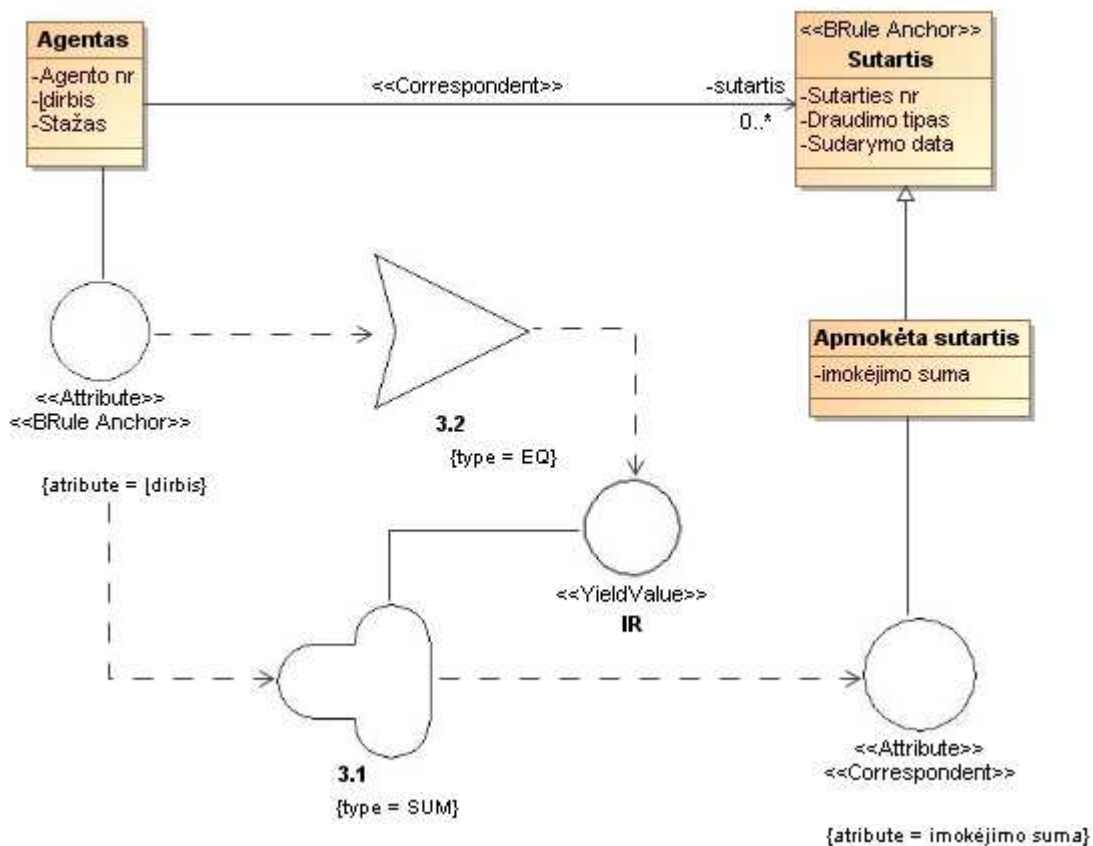 Agentas
-Agento nr
-Įdirbis
-Stažas
<<Correspondent>>
-sutartis
0..*
<<BRule Anchor>>
Sutartis
-Sutarties nr
-Draudimo tipas
-Sudarymo data
<<Attribute>>
<<BRule Anchor>>
{atribute = Įdirbis}
3.2
{type = EQ}
Apmokėta sutartis
-imokėjimo suma
<<YieldValue>>
IR
3.1
{type = SUM}
<<Attribute>>
<<Correspondent>>
{atribute = imokėjimo suma}